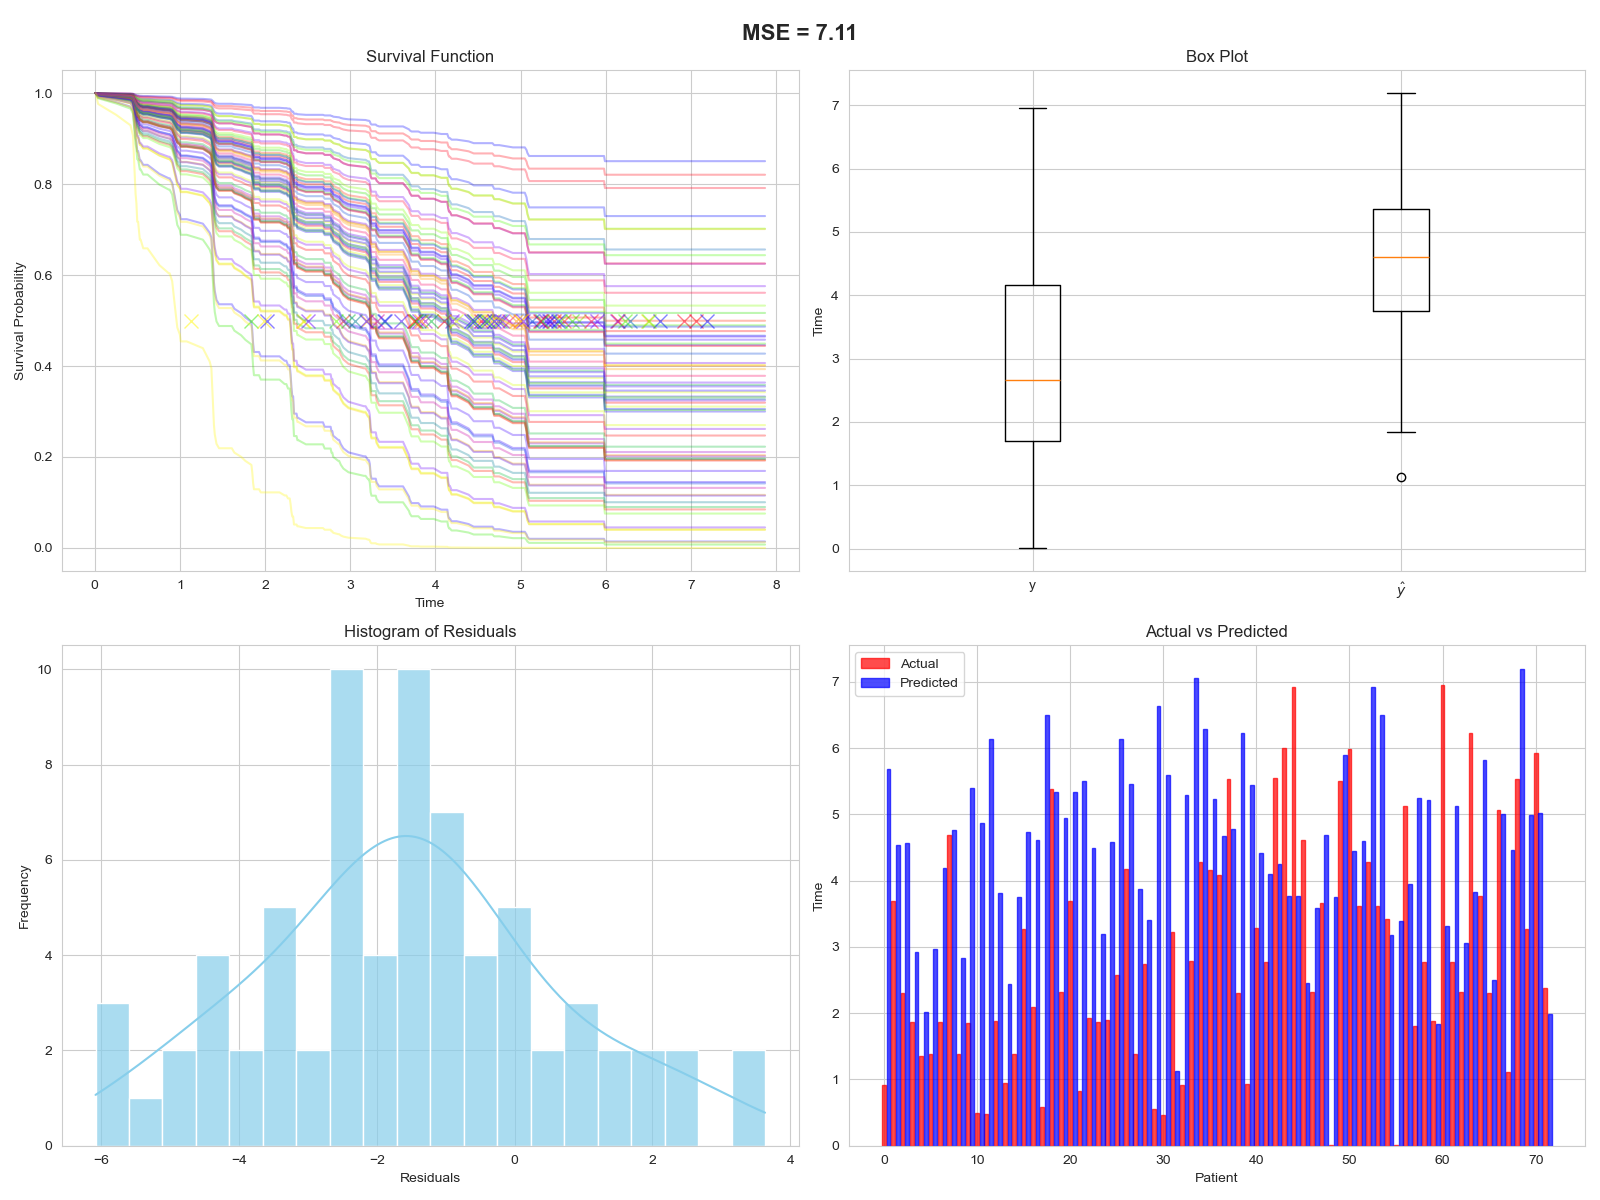 MSE = 7.11
Survival Function
Survival Probability
1.0
0.8
0.6
0.4
0.2
0.0
0 1 2 3 4 5 6 7 8
Time
Box Plot
Time
7
6
5
4
3
2
1
0
y ŷ
Histogram of Residuals
Frequency
10
8
6
4
2
0
−6 −4 −2 0 2 4
Residuals
Actual vs Predicted
Actual
Predicted
Time
7
6
5
4
3
2
1
0
0 10 20 30 40 50 60 70
Patient